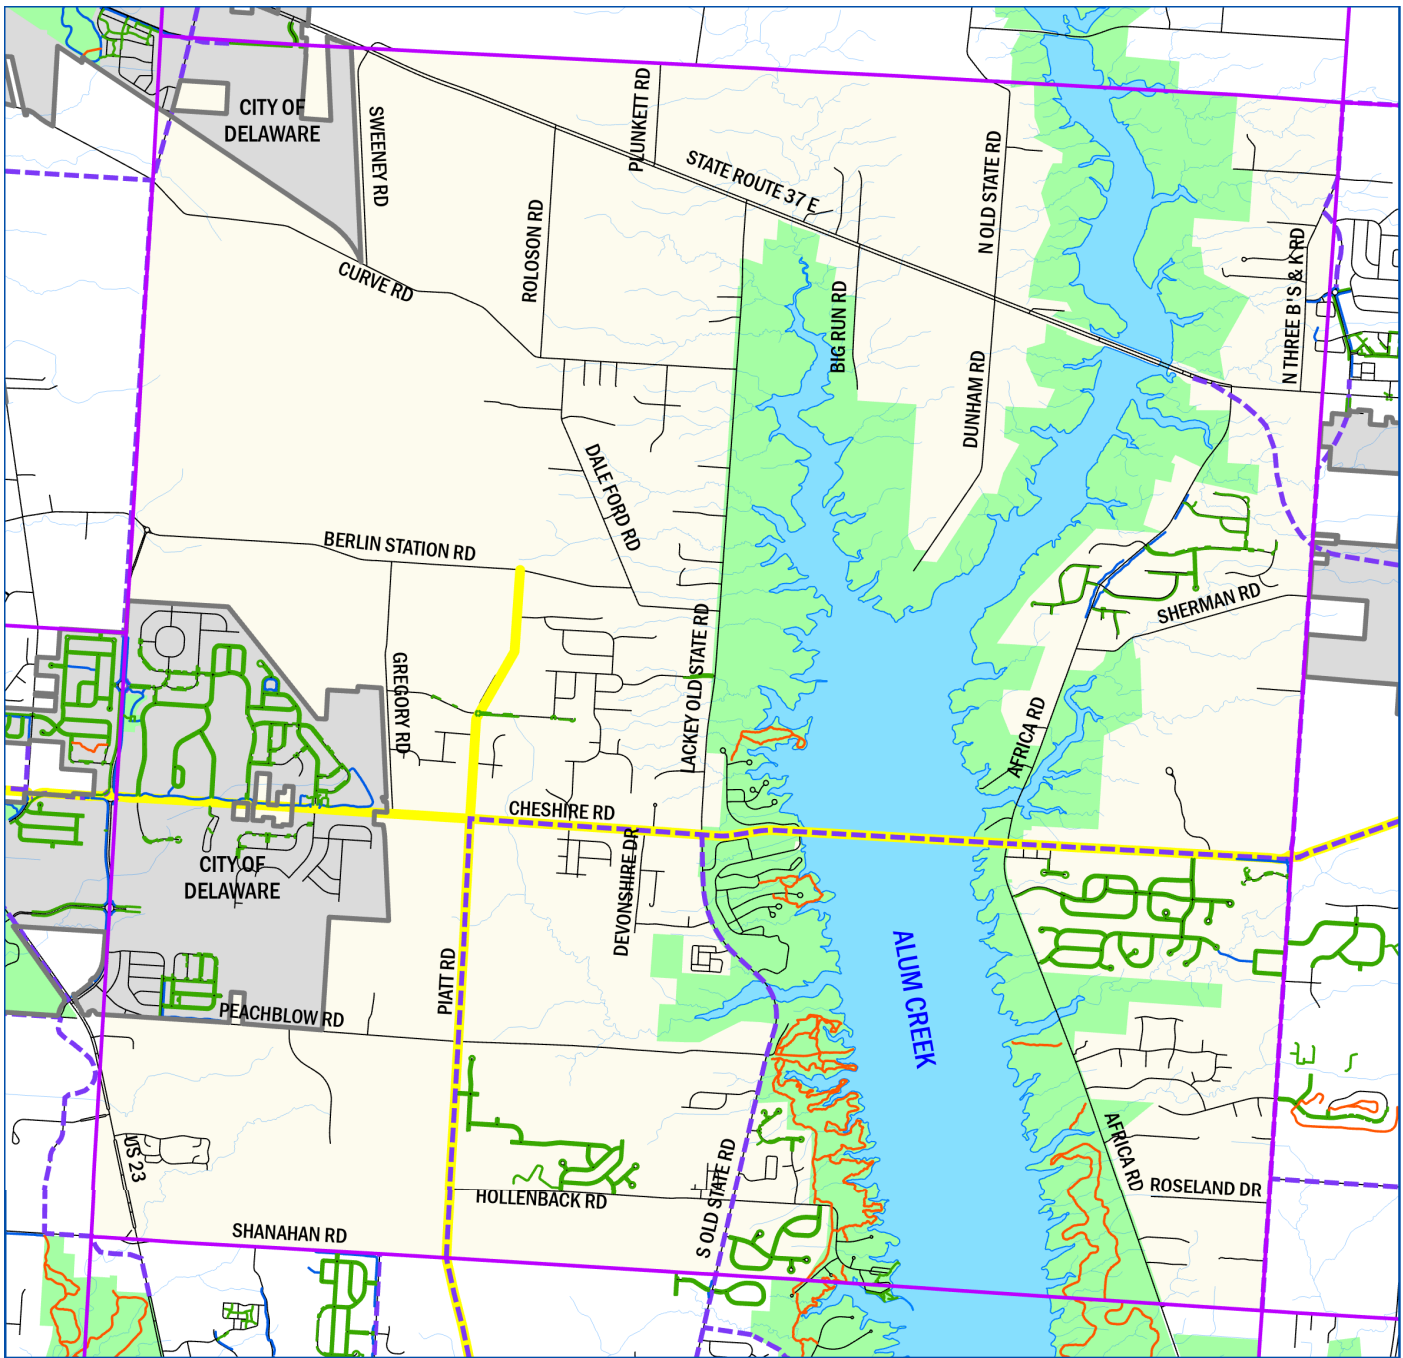 CITY OF
DELAWARE
SWEENEY RD
PLUNKETT RD
STATE ROUTE 37 E
N OLD STATE RD
ROLOSON RD
CURVE RD
N THREE B'S & K RD
BIG RUN RD
DUNHAM RD
DALE FORD RD
BERLIN STATION RD
SHERMAN RD
GREGORY RD
LACKEY OLD STATE RD
AFRICA RD
CHESHIRE RD
CITY OF
DELAWARE
DEVONSHIRE DR
ALUM CREEK
PIATT RD
PEACHBLOW RD
US 23
AFRICA RD
S OLD STATE RD
HOLLENBACK RD
ROSELAND DR
SHANAHAN RD